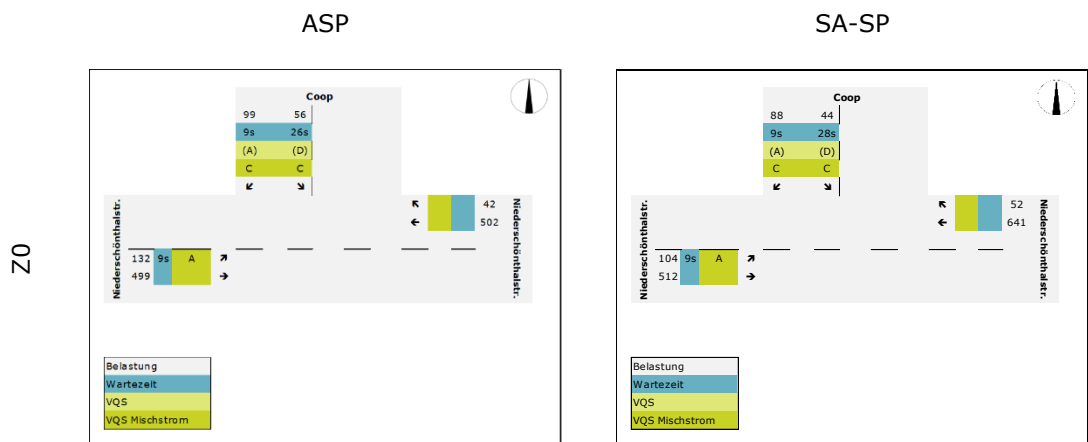 ASP
SA-SP
Z0
Coop
99 56
9s 26s
(A) (D)
C C
↙ ↘
Niederschönthalstr.
↖ 42
← 502
Niederschönthalstr.
132 9s A ↗
499 →
Belastung
Wartezeit
VQS
VQS Mischstrom
Coop
88 44
9s 28s
(A) (D)
C C
↙ ↘
Niederschönthalstr.
↖ 52
← 641
Niederschönthalstr.
104 9s A ↗
512 →
Belastung
Wartezeit
VQS
VQS Mischstrom